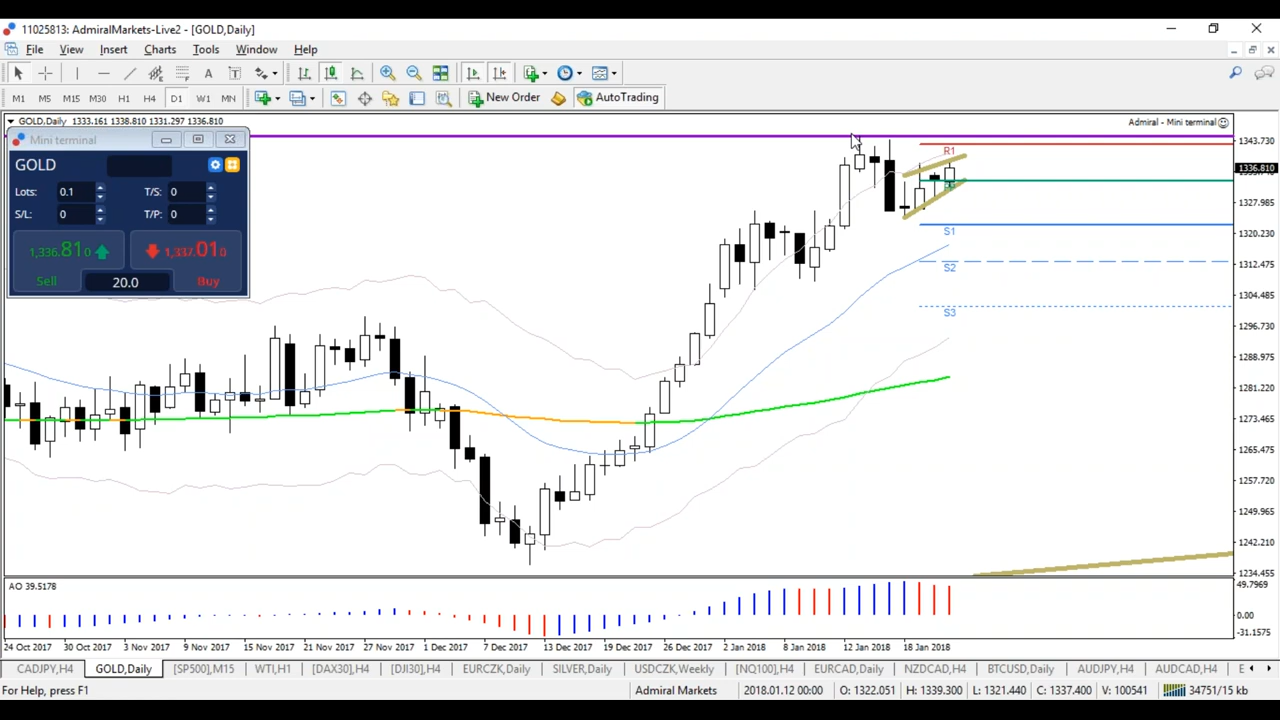 11025813: AdmiralMarkets-Live2 - [GOLD,Daily]
File View Insert Charts Tools Window Help
A T
M1 M5 M15 M30 H1 H4 D1 W1 MN New Order AutoTrading
GOLD,Daily 1333.161 1338.810 1331.297 1336.810
Admiral - Mini terminal
Mini terminal
GOLD
Lots: 0.1 T/S: 0
S/L: 0 T/P: 0
1,336.810 1,337.010
Sell 20.0 Buy
R1
S1
S2
S3
1343.730
1336.810
1327.985
1320.230
1312.475
1304.485
1296.730
1288.975
1281.220
1273.465
1265.475
1257.720
1249.965
1242.210
1234.455
AO 39.5178
49.7969
0.00
-31.1575
24 Oct 2017 30 Oct 2017 3 Nov 2017 9 Nov 2017 15 Nov 2017 21 Nov 2017 27 Nov 2017 1 Dec 2017 7 Dec 2017 13 Dec 2017 19 Dec 2017 26 Dec 2017 2 Jan 2018 8 Jan 2018 12 Jan 2018 18 Jan 2018
CADJPY,H4 GOLD,Daily [SP500],M15 WTI,H1 [DAX30],H4 [DJI30],H4 EURCZK,Daily SILVER,Daily USDCZK,Weekly [NQ100],H4 EURCAD,Daily NZDCAD,H4 BTCUSD,Daily AUDJPY,H4 AUDCAD,H4 E
For Help, press F1 Admiral Markets 2018.01.12 00:00 O: 1322.051 H: 1339.300 L: 1321.440 C: 1337.400 V: 100541 34751/15 kb